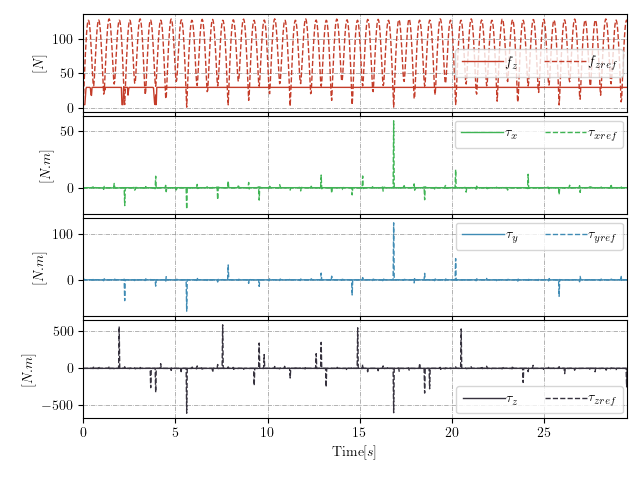 100
50
0
[N]
f_z f_zref
50
0
[N.m]
τ_x τ_xref
100
0
[N.m]
τ_y τ_yref
500
0
−500
[N.m]
τ_z τ_zref
0 5 10 15 20 25
Time[s]